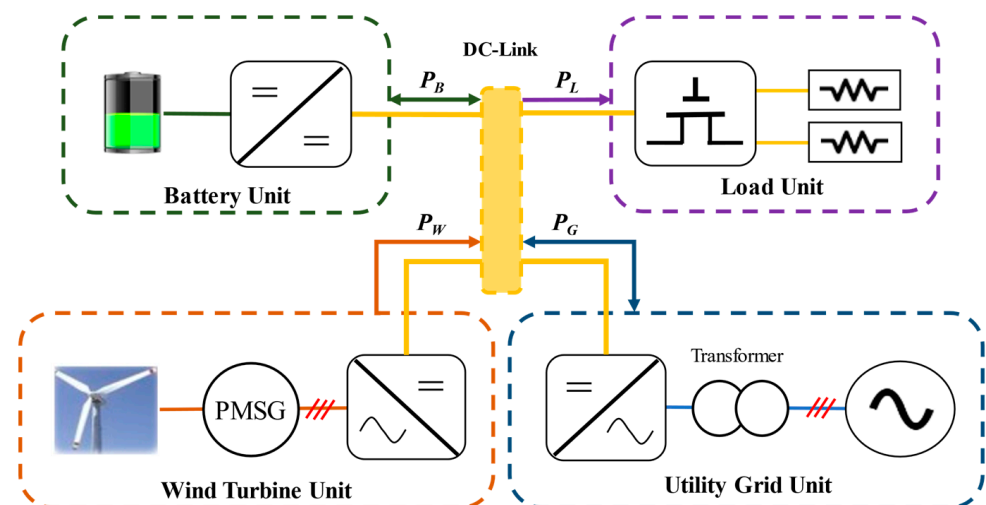 DC-Link
P_B
P_L
Battery Unit
Load Unit
P_W
P_G
Transformer
PMSG
Wind Turbine Unit
Utility Grid Unit